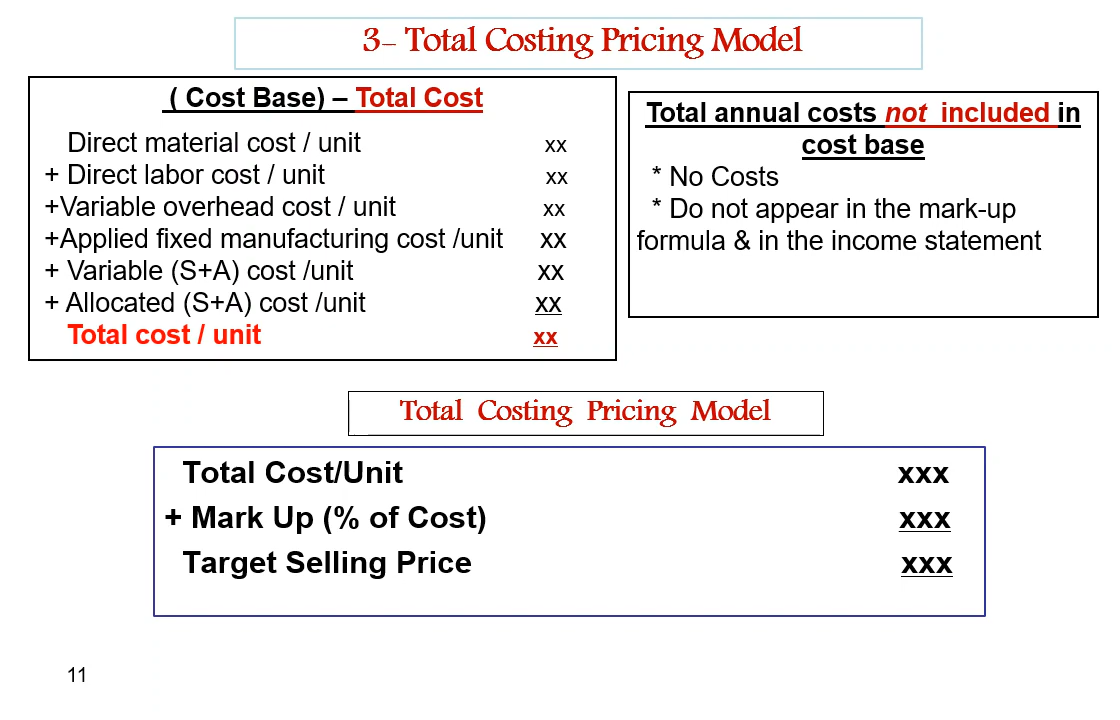 3- Total Costing Pricing Model
( Cost Base) – Total Cost
Direct material cost / unit xx
+ Direct labor cost / unit xx
+Variable overhead cost / unit xx
+Applied fixed manufacturing cost /unit xx
+ Variable (S+A) cost /unit xx
+ Allocated (S+A) cost /unit xx
Total cost / unit xx
Total annual costs not included in
cost base
* No Costs
* Do not appear in the mark-up
formula & in the income statement
Total Costing Pricing Model
Total Cost/Unit xxx
+ Mark Up (% of Cost) xxx
Target Selling Price xxx
11